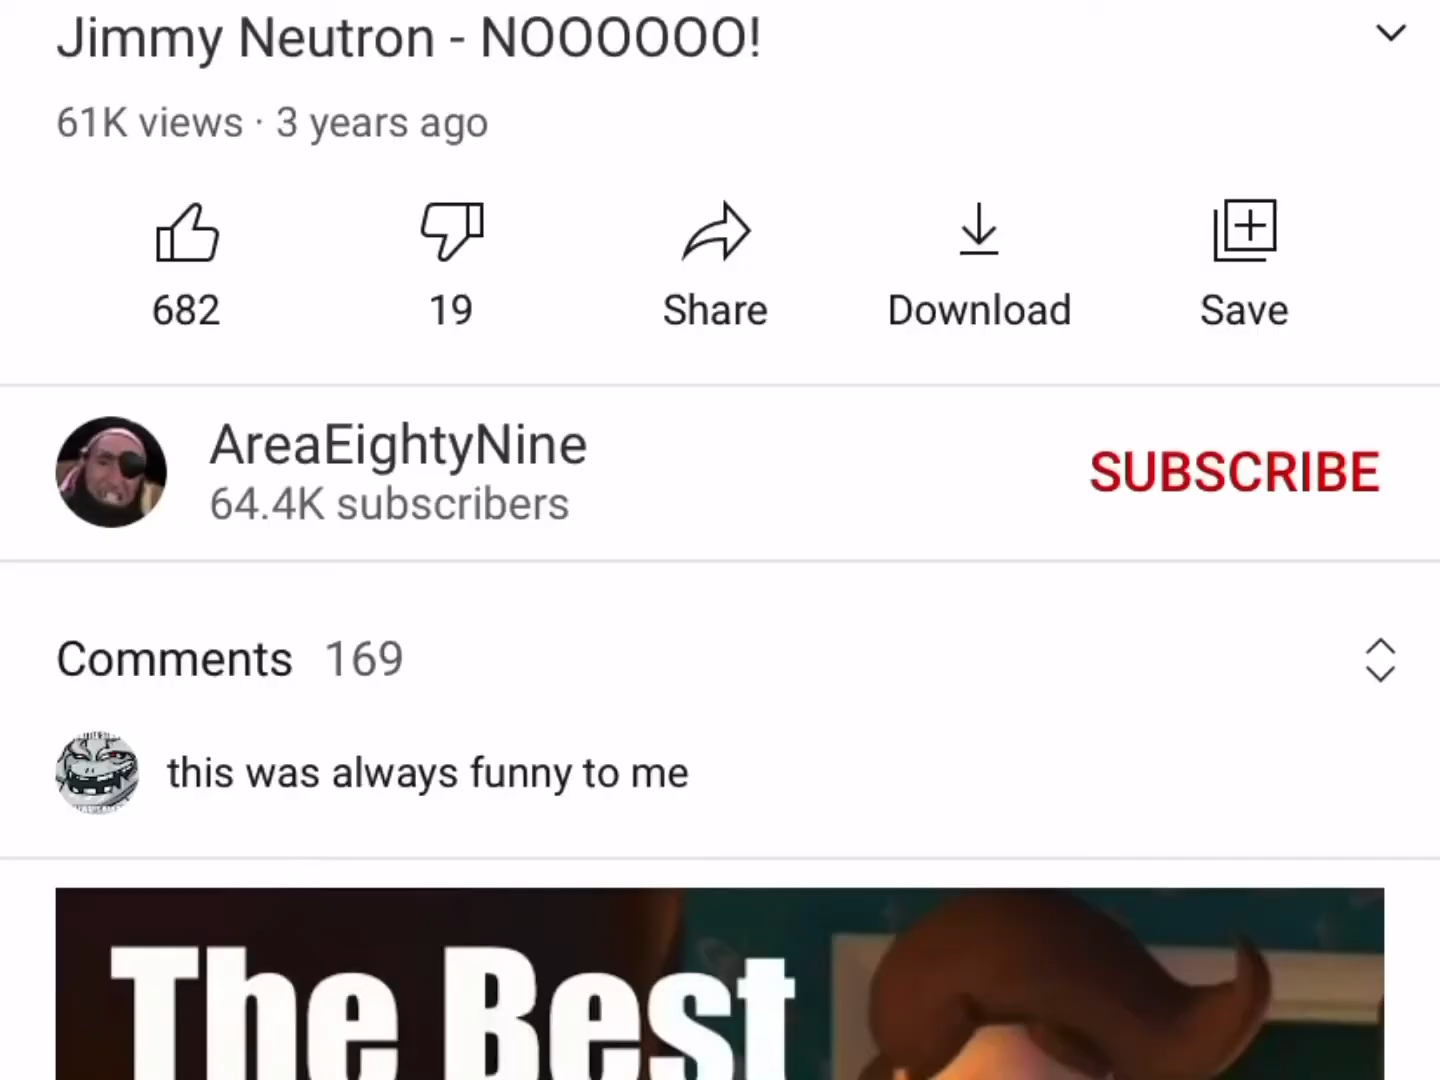 Jimmy Neutron - NOOOOOO!
61K views · 3 years ago
682
19
Share
Download
Save
AreaEightyNine
64.4K subscribers
SUBSCRIBE
Comments 169
this was always funny to me
The Best